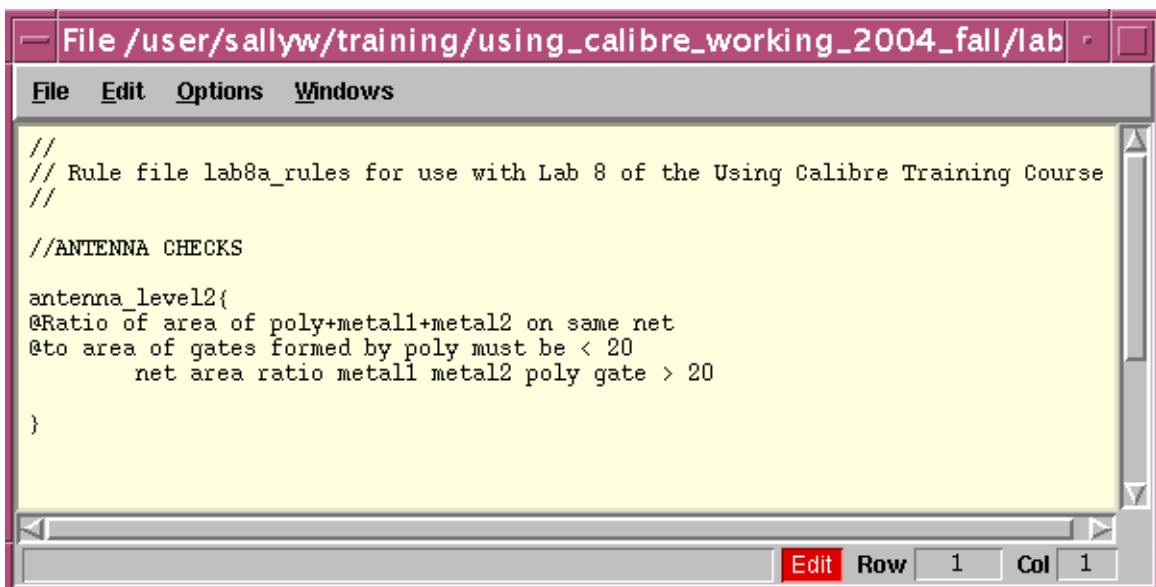 File /user/sallyw/training/using_calibre_working_2004_fall/lab
File Edit Options Windows
//
// Rule file lab8a_rules for use with Lab 8 of the Using Calibre Training Course
//
//ANTENNA CHECKS
antenna_level2{
@Ratio of area of poly+metal1+metal2 on same net
@to area of gates formed by poly must be < 20
net area ratio metal1 metal2 poly gate > 20
}
Edit Row 1 Col 1